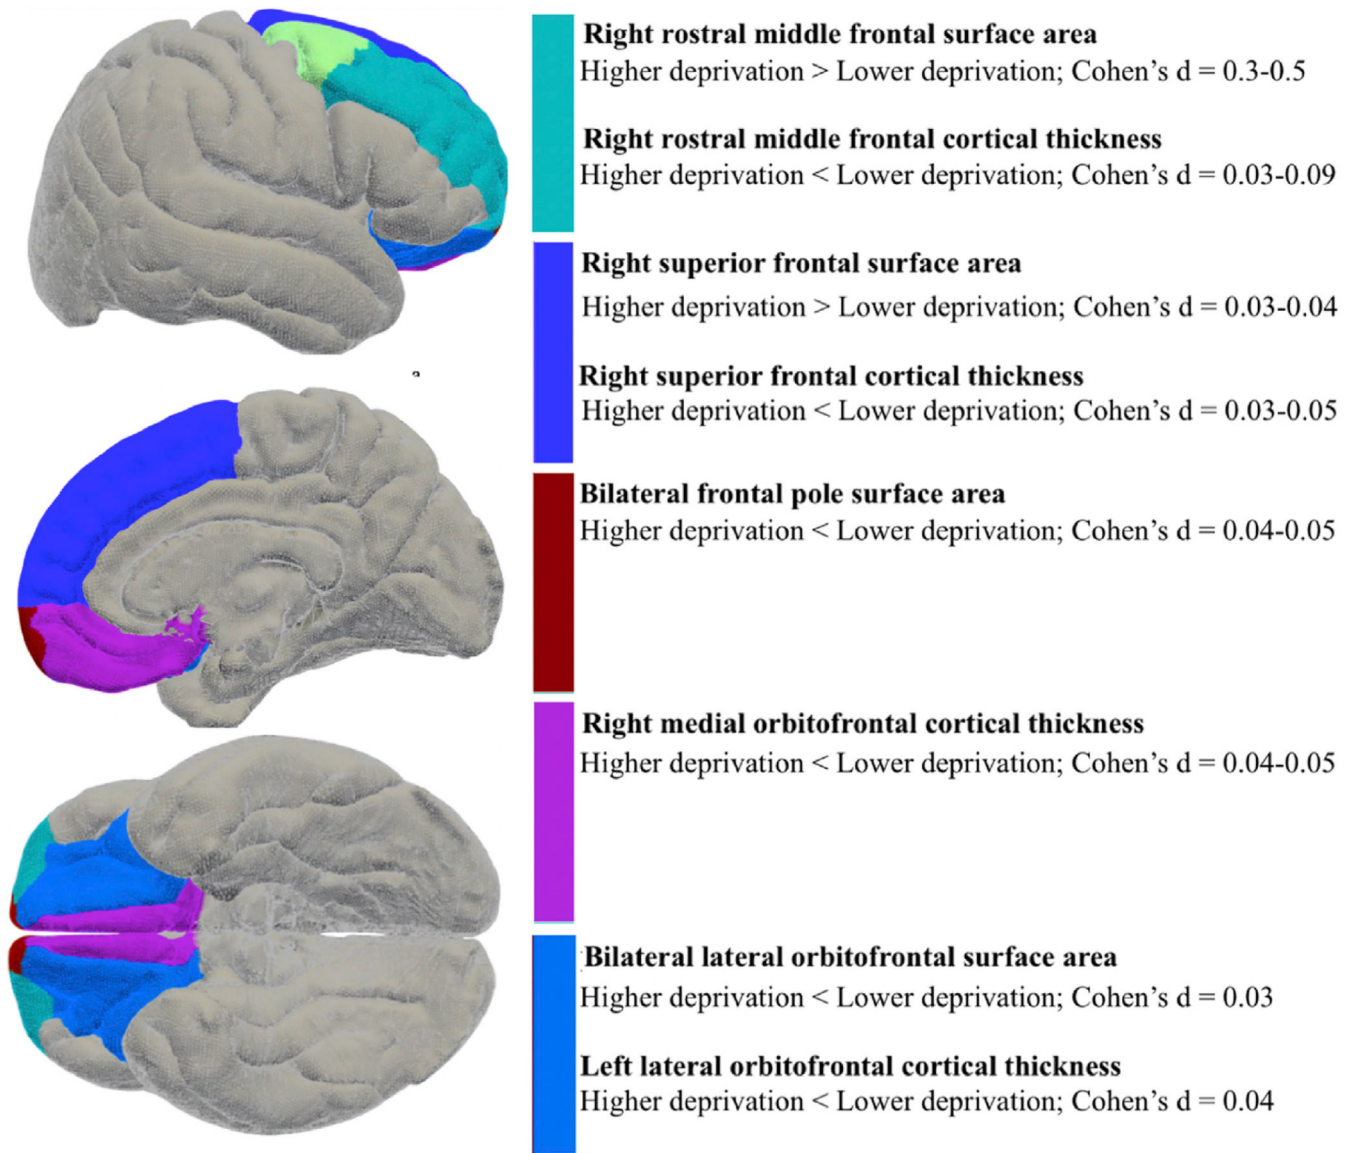 Right rostral middle frontal surface area
Higher deprivation > Lower deprivation; Cohen's d = 0.3-0.5
Right rostral middle frontal cortical thickness
Higher deprivation < Lower deprivation; Cohen's d = 0.03-0.09
Right superior frontal surface area
Higher deprivation > Lower deprivation; Cohen's d = 0.03-0.04
a
Right superior frontal cortical thickness
Higher deprivation < Lower deprivation; Cohen's d = 0.03-0.05
Bilateral frontal pole surface area
Higher deprivation < Lower deprivation; Cohen's d = 0.04-0.05
Right medial orbitofrontal cortical thickness
Higher deprivation < Lower deprivation; Cohen's d = 0.04-0.05
Bilateral lateral orbitofrontal surface area
Higher deprivation < Lower deprivation; Cohen's d = 0.03
Left lateral orbitofrontal cortical thickness
Higher deprivation < Lower deprivation; Cohen's d = 0.04